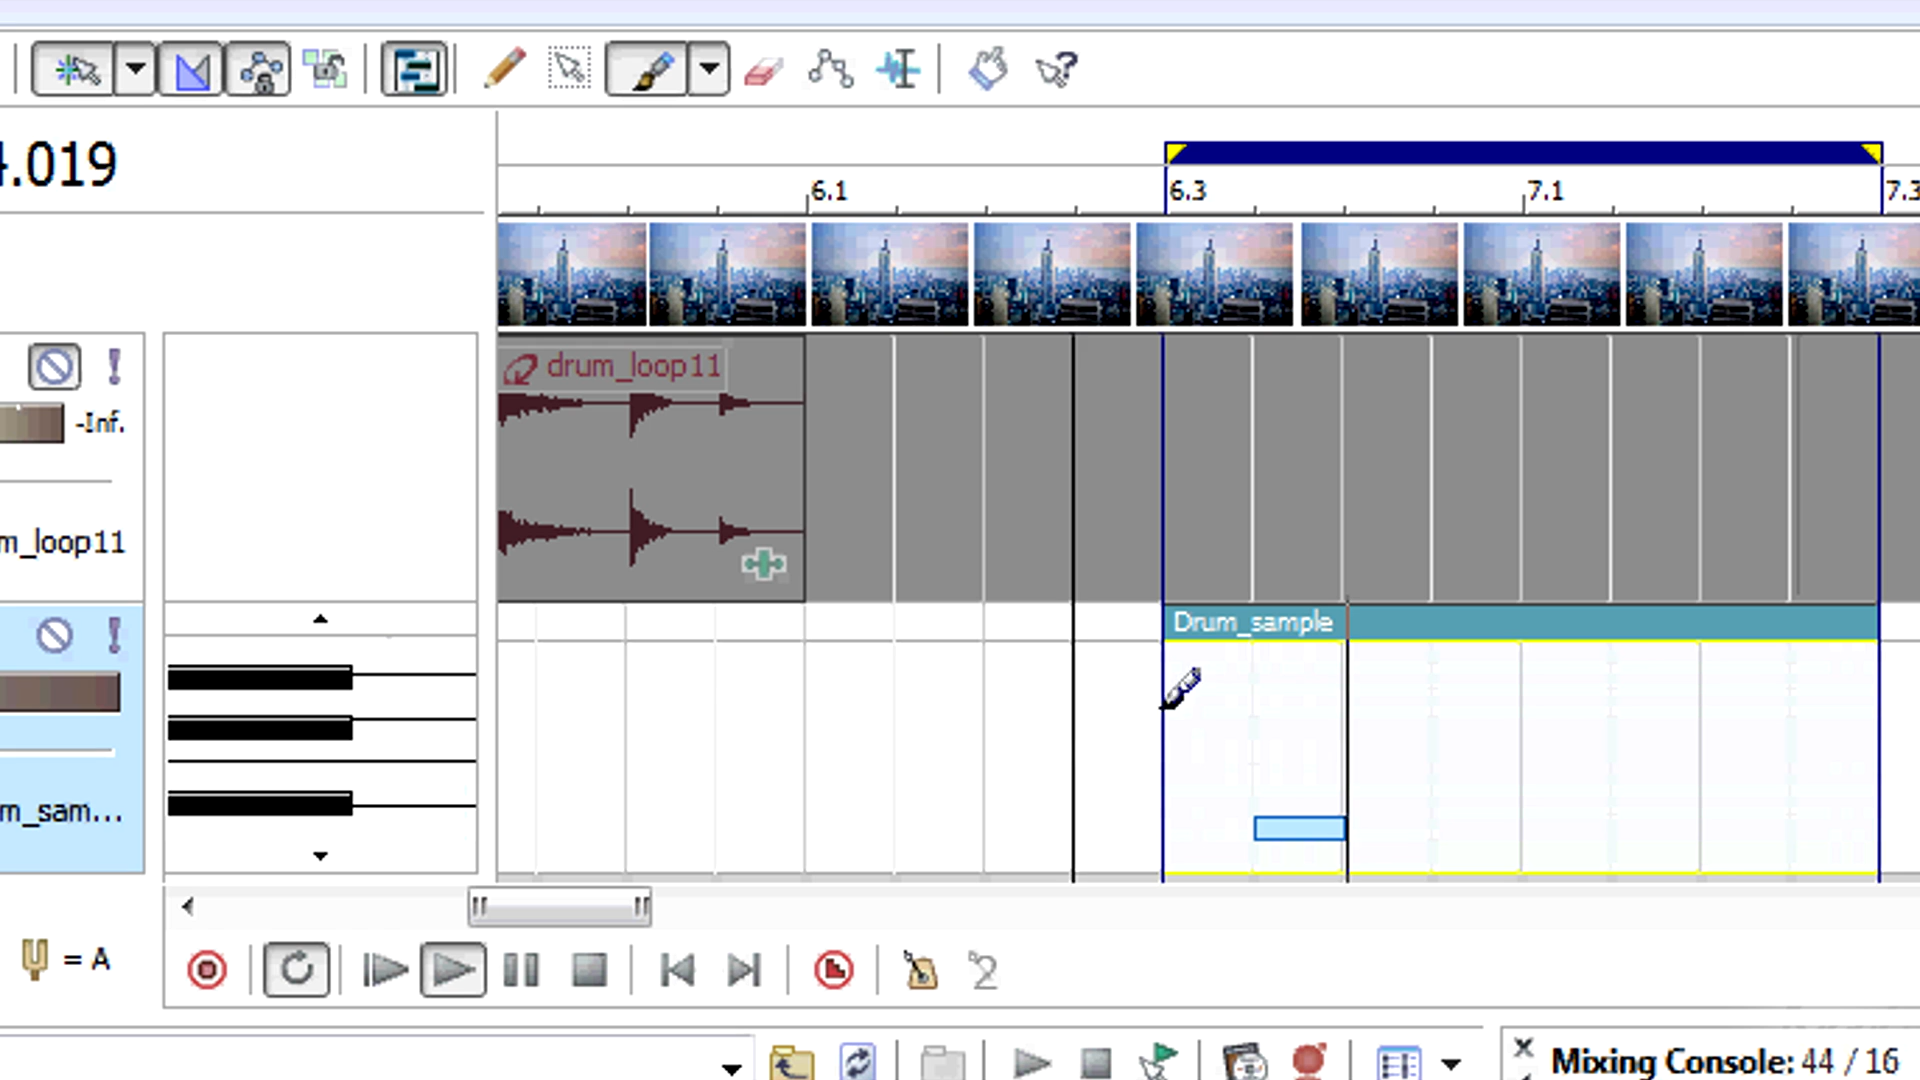 4.019
6.1
6.3
7.1
7.3
drum_loop11
-Inf.
m_loop11
Drum_sample
m_sam...
= A
Mixing Console: 44 / 16